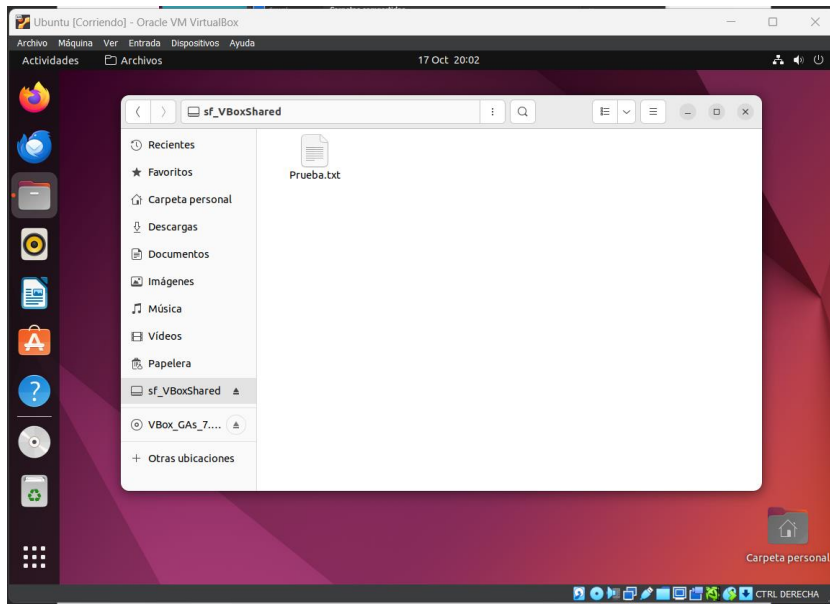 Ubuntu [Corriendo] - Oracle VM VirtualBox
Archivo Máquina Ver Entrada Dispositivos Ayuda
Actividades Archivos 17 Oct 20:02
sf_VBoxShared
Recientes
Favoritos
Carpeta personal
Descargas
Documentos
Imágenes
Música
Vídeos
Papelera
sf_VBoxShared
VBox_GAs_7....
+ Otras ubicaciones
Prueba.txt
Carpeta personal
CTRL DERECHA